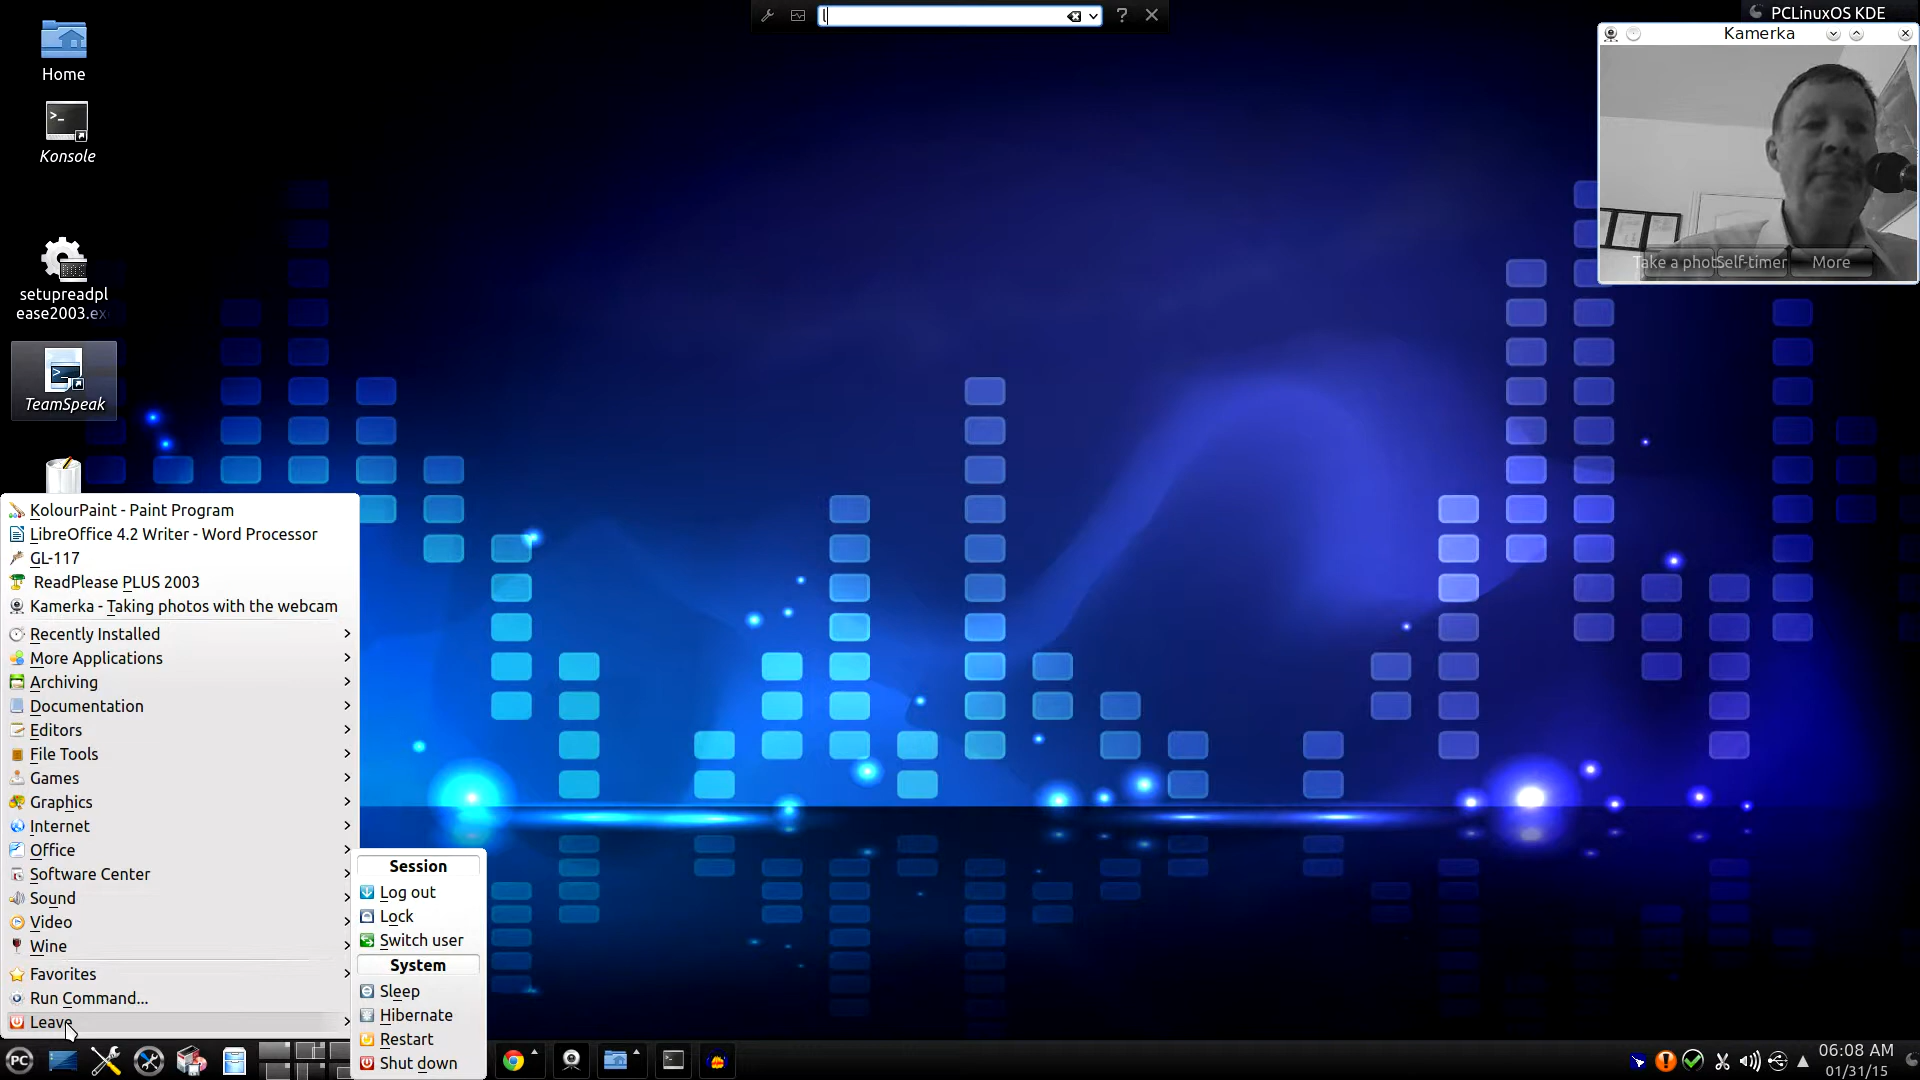 l
PCLinuxOS KDE
Home
Konsole
setupreadpl
ease2003.exe
TeamSpeak
Kamerka
Self-timer
More
KolourPaint - Paint Program
LibreOffice 4.2 Writer - Word Processor
GL-117
ReadPlease PLUS 2003
Kamerka - Taking photos with the webcam
Recently Installed
More Applications
Archiving
Documentation
Editors
File Tools
Games
Graphics
Internet
Office
Software Center
Sound
Video
Wine
Favorites
Run Command...
Leave
Session
Log out
Lock
Switch user
System
Sleep
Hibernate
Restart
Shut down
PC
06:08 AM
01/31/15